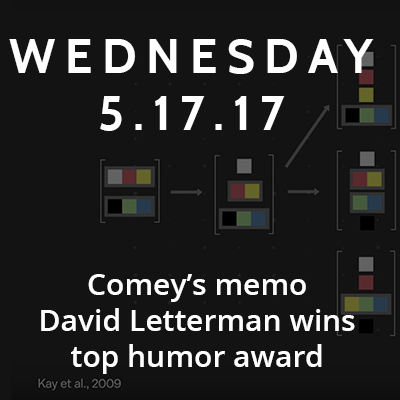 WEDNESDAY
5.17.17
Comey’s memo
David Letterman wins
top humor award
Kay et al., 2009